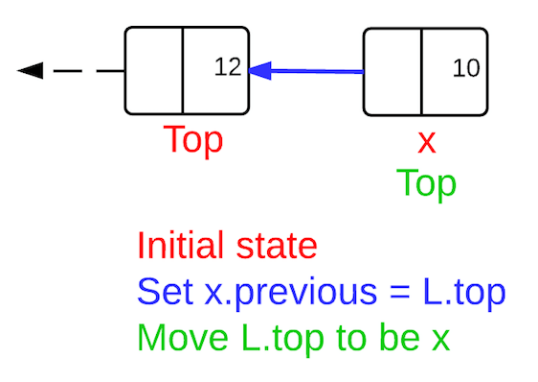 12
10
Top
x
Top
Initial state
Set x.previous = L.top
Move L.top to be x